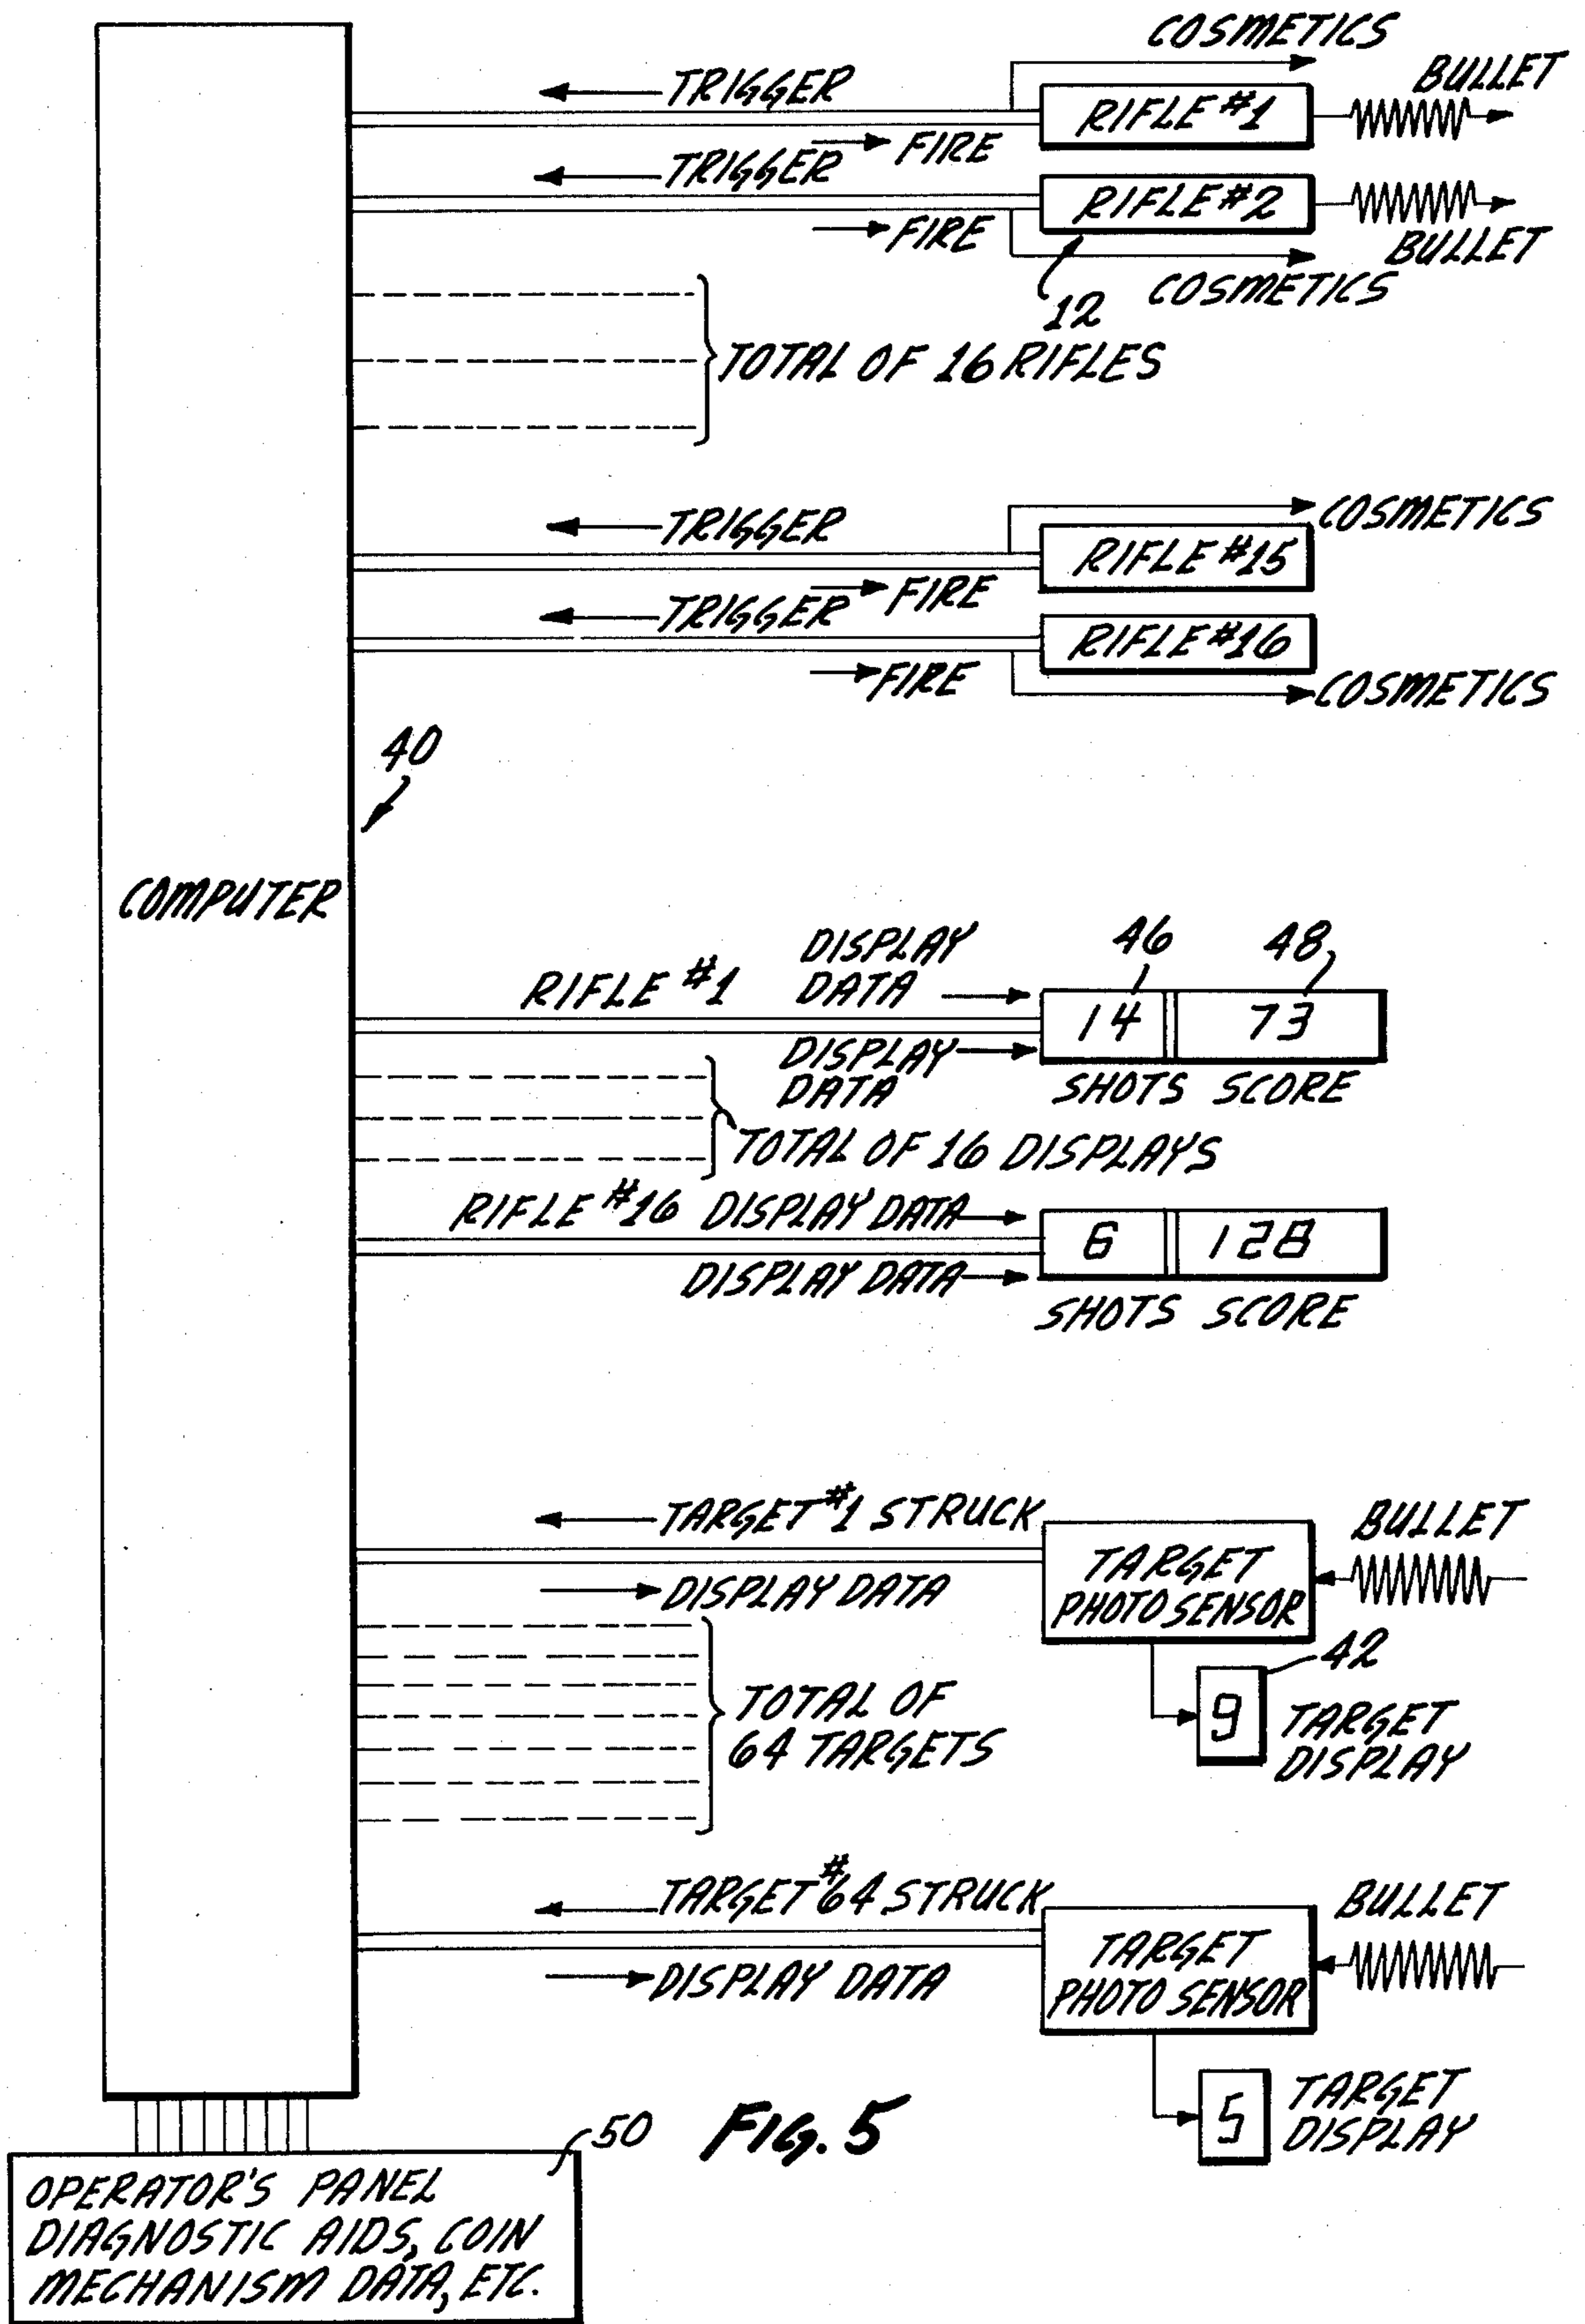 COSMETICS
TRIGGER
RIFLE #1
BULLET
FIRE
TRIGGER
RIFLE #2
FIRE
BULLET
12
COSMETICS
TOTAL OF 16 RIFLES
TRIGGER
COSMETICS
RIFLE #15
FIRE
TRIGGER
RIFLE #16
FIRE
COSMETICS
40
COMPUTER
RIFLE #1
DISPLAY
DATA
46
48
14
73
DISPLAY
DATA
SHOTS SCORE
TOTAL OF 16 DISPLAYS
RIFLE #16 DISPLAY DATA
6
128
DISPLAY DATA
SHOTS SCORE
TARGET #1 STRUCK
TARGET
PHOTO SENSOR
BULLET
DISPLAY DATA
42
9
TARGET
DISPLAY
TOTAL OF
64 TARGETS
TARGET #64 STRUCK
TARGET
PHOTO SENSOR
BULLET
DISPLAY DATA
5
TARGET
DISPLAY
FIG. 5
50
OPERATOR'S PANEL
DIAGNOSTIC AIDS, COIN
MECHANISM DATA, ETC.